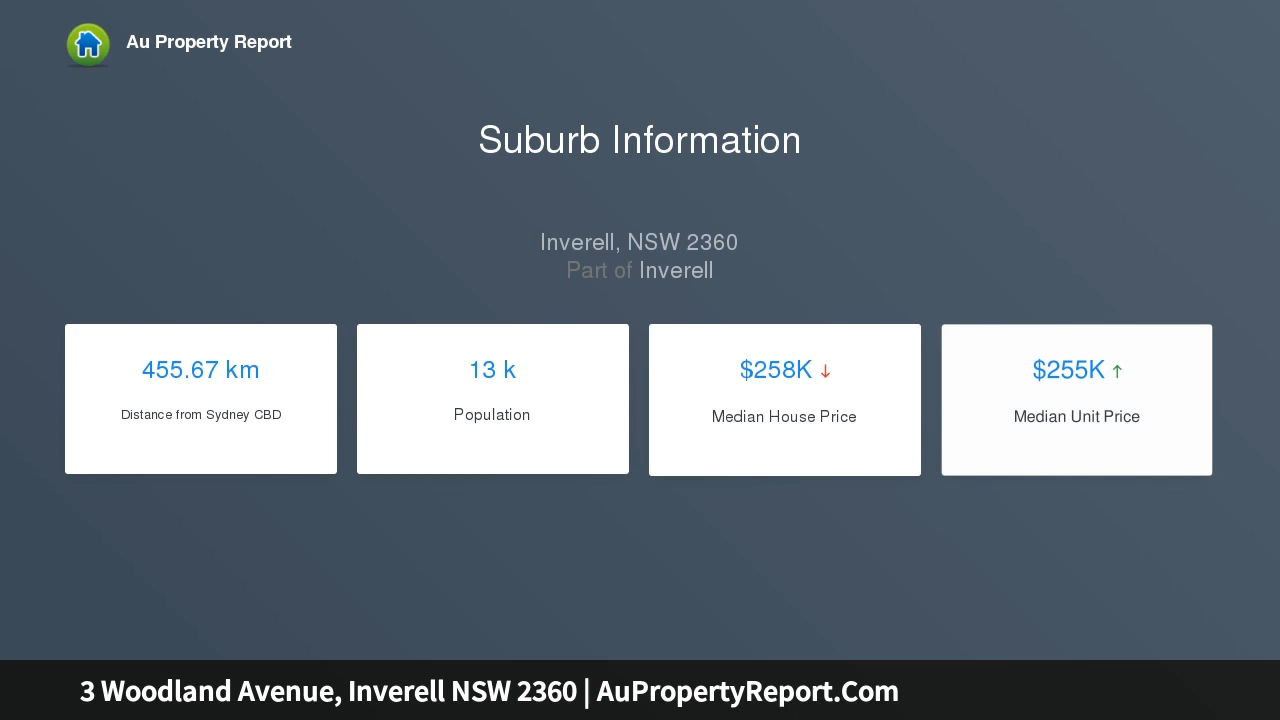 Au Property Report
Suburb Information
Inverell, NSW 2360
Part of Inverell
455.67 km
Distance from Sydney CBD
13 k
Population
$258K ↓
Median House Price
$255K ↑
Median Unit Price
3 Woodland Avenue, Inverell NSW 2360 | AuPropertyReport.Com